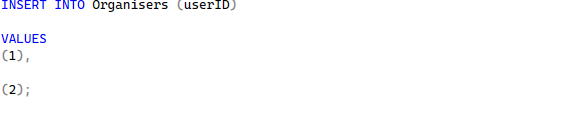 INSERT INTO Organisers (userID)
VALUES
(1),
(2);